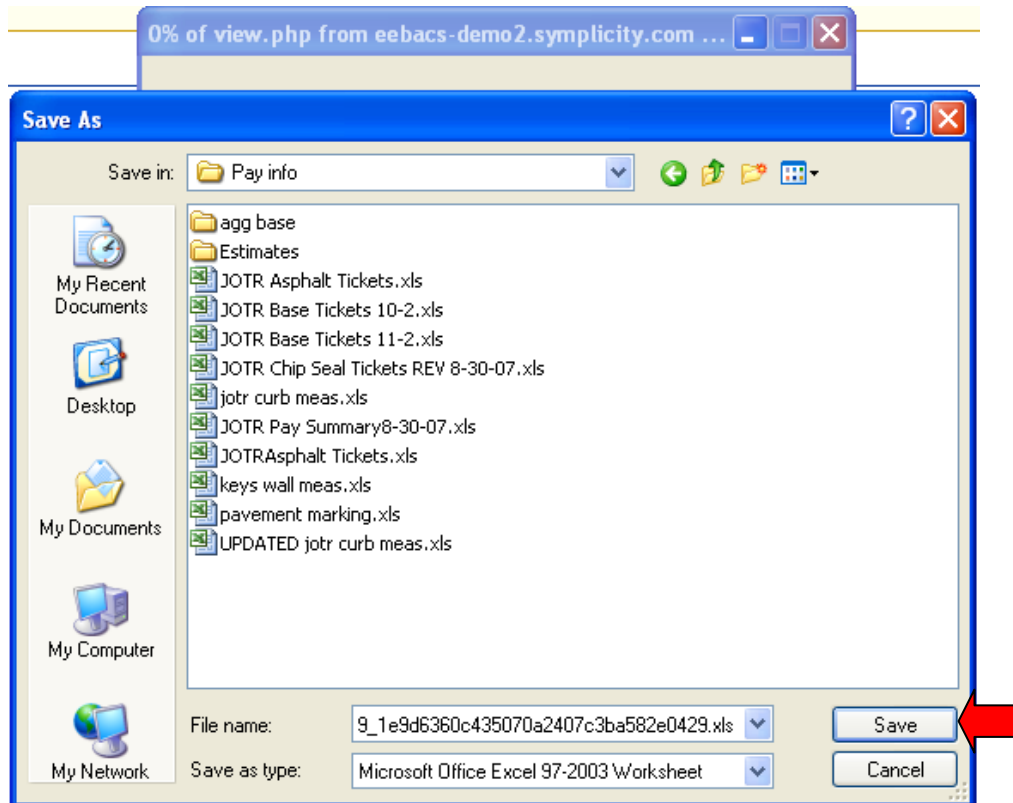 0% of view.php from eebacs-demo2.symplicity.com ...
Save As
Save in: Pay info
My Recent
Documents
Desktop
My Documents
My Computer
My Network
agg base
Estimates
JOTR Asphalt Tickets.xls
JOTR Base Tickets 10-2.xls
JOTR Base Tickets 11-2.xls
JOTR Chip Seal Tickets REV 8-30-07.xls
jotr curb meas.xls
JOTR Pay Summary8-30-07.xls
JOTRAsphalt Tickets.xls
keys wall meas.xls
pavement marking.xls
UPDATED jotr curb meas.xls
File name: 9_1e9d6360c435070a2407c3ba582e0429.xls Save
Save as type: Microsoft Office Excel 97-2003 Worksheet Cancel